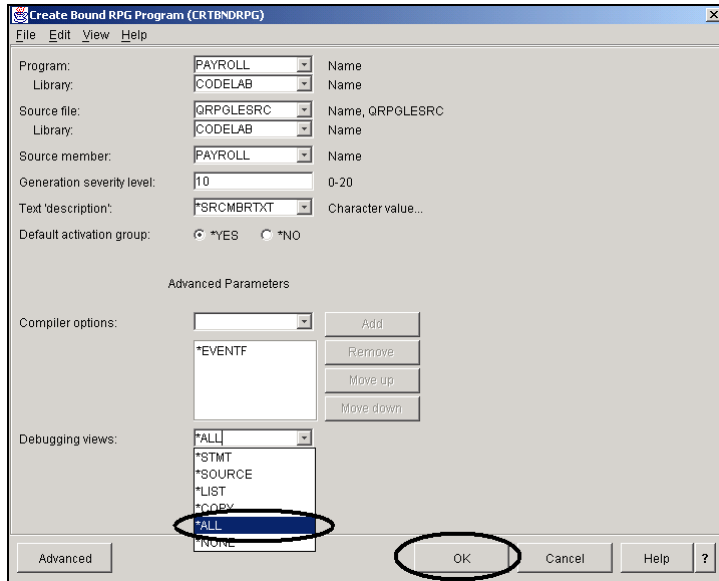 Create Bound RPG Program (CRTBNDRPG)
File Edit View Help
Program: PAYROLL Name
Library: CODELAB Name
Source file: QRPGLESRC Name, QRPGLESRC
Library: CODELAB Name
Source member: PAYROLL Name
Generation severity level: 10 0-20
Text 'description': *SRCMBRTXT Character value...
Default activation group: *YES *NO
Advanced Parameters
Compiler options: Add
*EVENTF Remove
Move up
Move down
Debugging views: *ALL
*STMT
*SOURCE
*LIST
*COPY
*ALL
*NONE
Advanced OK Cancel Help ?